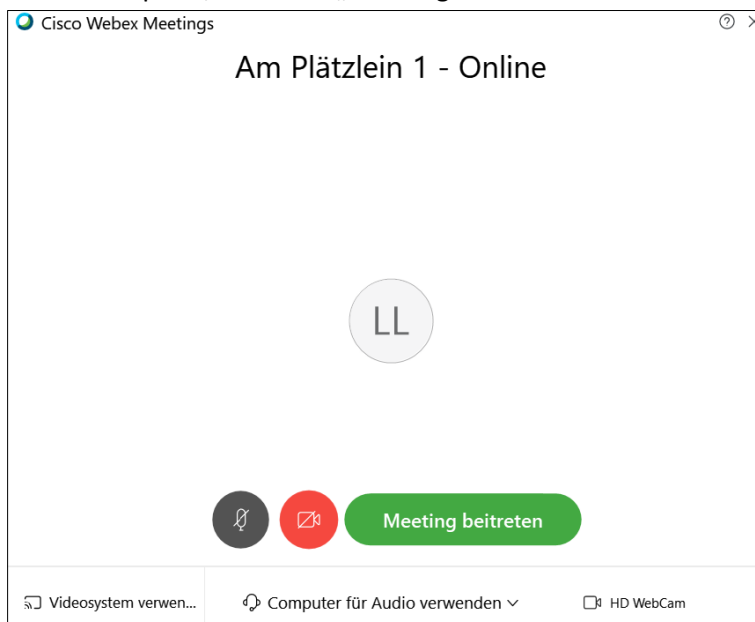 Cisco Webex Meetings
Am Plätzlein 1 - Online
LL
Meeting beitreten
Videosystem verwen...
Computer für Audio verwenden
HD WebCam